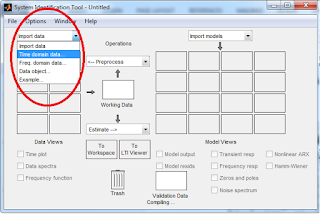 System Identification Tool - Untitled
File Options Window Help
Import data
Import data
Time domain data...
Freq. domain data...
Data object...
Example...
Operations
<-- Preprocess
Working Data
Estimate -->
To
Workspace
To
LTI Viewer
Data Views
Time plot
Data spectra
Frequency function
Trash
Import models
Model Views
Model output
Transient resp
Nonlinear ARX
Model resids
Frequency resp
Hamm-Wiener
Zeros and poles
Noise spectrum
Validation Data
Compiling ...